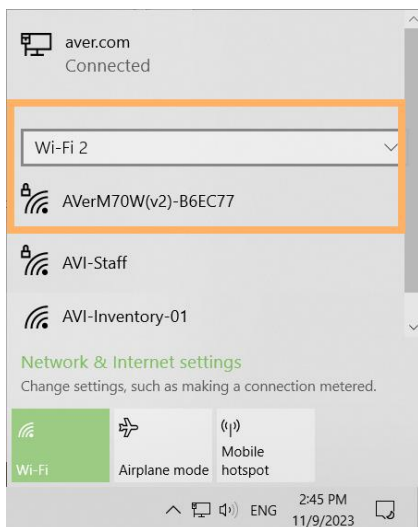 aver.com
Connected
Wi-Fi 2
AVerM70W(v2)-B6EC77
AVI-Staff
AVI-Inventory-01
Network & Internet settings
Change settings, such as making a connection metered.
Wi-Fi
Airplane mode
Mobile
hotspot
ENG
2:45 PM
11/9/2023